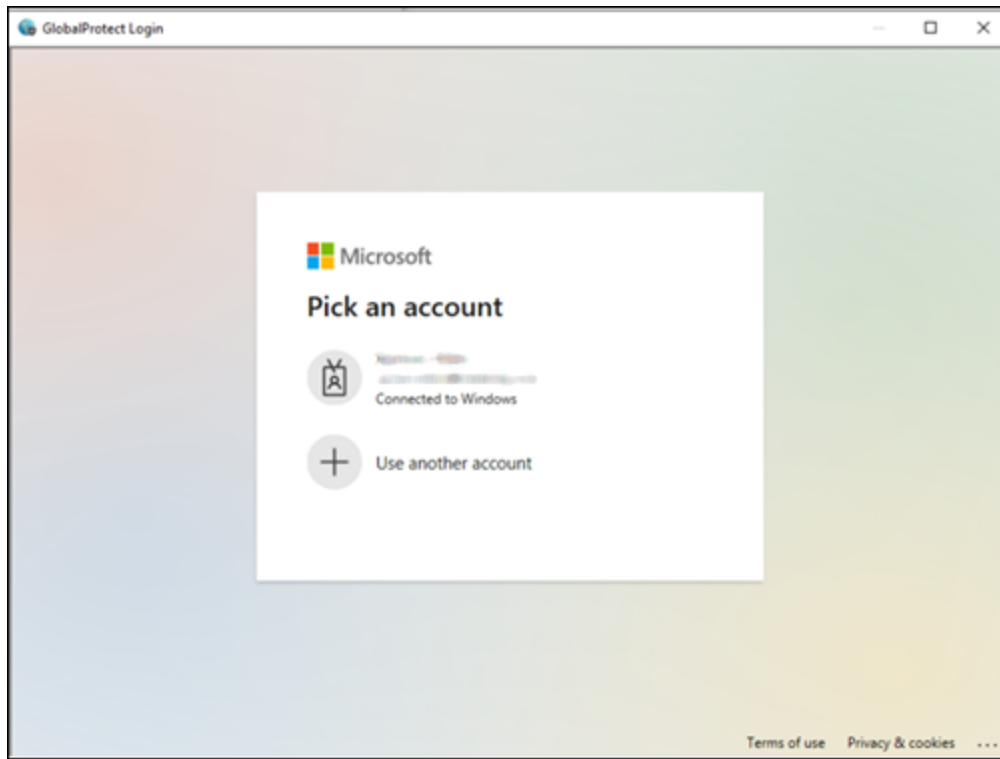 GlobalProtect Login
Microsoft
Pick an account
Connected to Windows
Use another account
Terms of use Privacy & cookies ...